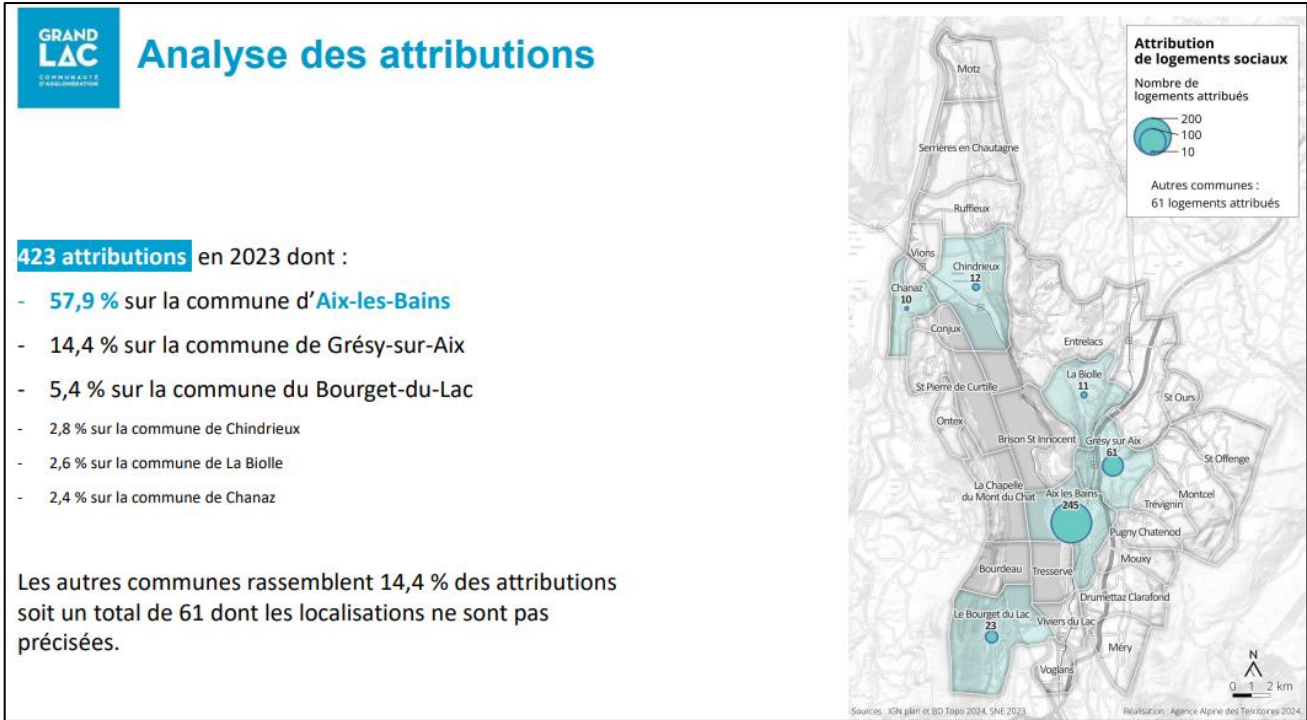 GRAND
LAC
COMMUNAUTÉ
D'AGGLOMÉRATION
Analyse des attributions
423 attributions en 2023 dont :
- 57,9 % sur la commune d'Aix-les-Bains
- 14,4 % sur la commune de Grésy-sur-Aix
- 5,4 % sur la commune du Bourget-du-Lac
- 2,8 % sur la commune de Chindrieux
- 2,6 % sur la commune de La Biolle
- 2,4 % sur la commune de Chanaz
Les autres communes rassemblent 14,4 % des attributions
soit un total de 61 dont les localisations ne sont pas
précisées.
Attribution
de logements sociaux
Nombre de
logements attribués
200
100
10
Autres communes :
61 logements attribués
Motz
Serrières en Chautagne
Ruffieux
Vions
Chindrieux
12
Chanaz
10
Conjux
Entrelacs
La Biolle
11
St Pierre de Curtille
St Ours
Ontex
Brison St Innocent
Grésy sur Aix
61
St Offenge
La Chapelle
du Mont du Chat
Aix les Bains
245
Montcel
Trévignin
Pugny Chatenod
Mouxy
Bourdeau
Tresserve
Drumettaz Clarafond
Le Bourget du Lac
23
Viviers du Lac
Méry
Voglans
N
0 1 2 km
Sources : IGN plan et BD Topo 2024, SNE 2023
Réalisation : Agence Alpine des Territoires 2024